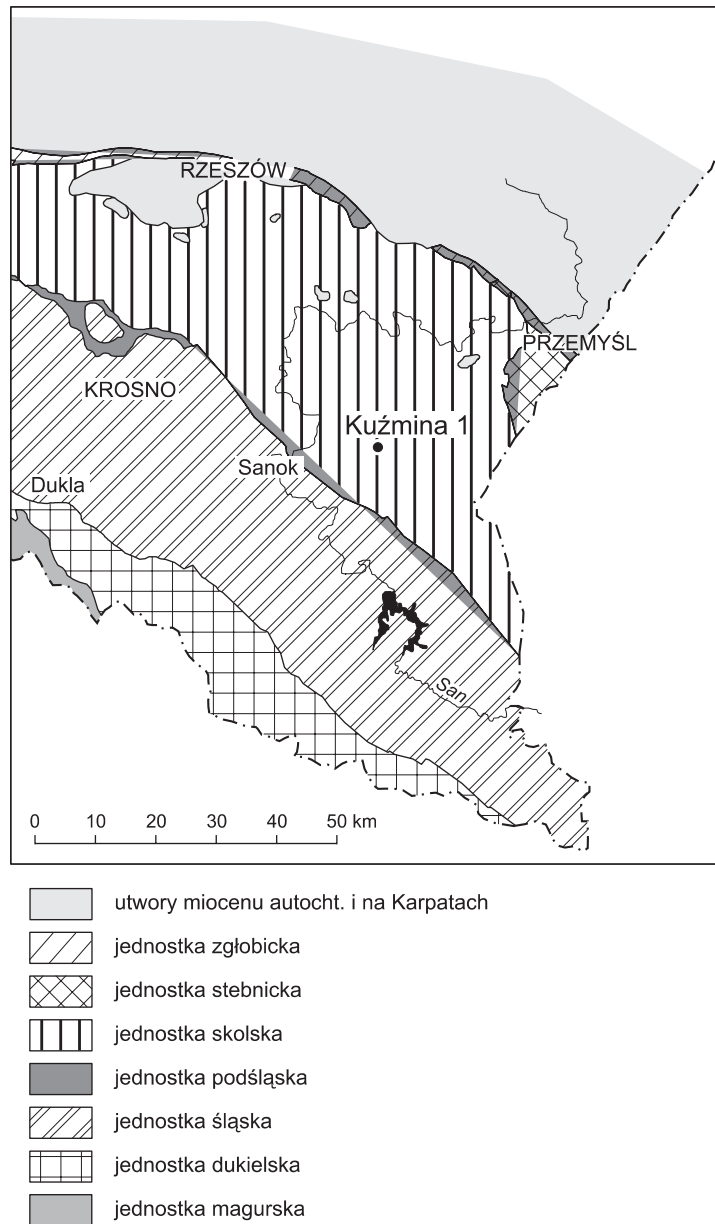 RZESZÓW
PRZEMYŚL
KROSNO
Kuźmina 1
Sanok
Dukla
San
0 10 20 30 40 50 km
utwory miocenu autocht. i na Karpatach
jednostka zgłobicka
jednostka stebnicka
jednostka skolska
jednostka podśląska
jednostka śląska
jednostka dukielska
jednostka magurska